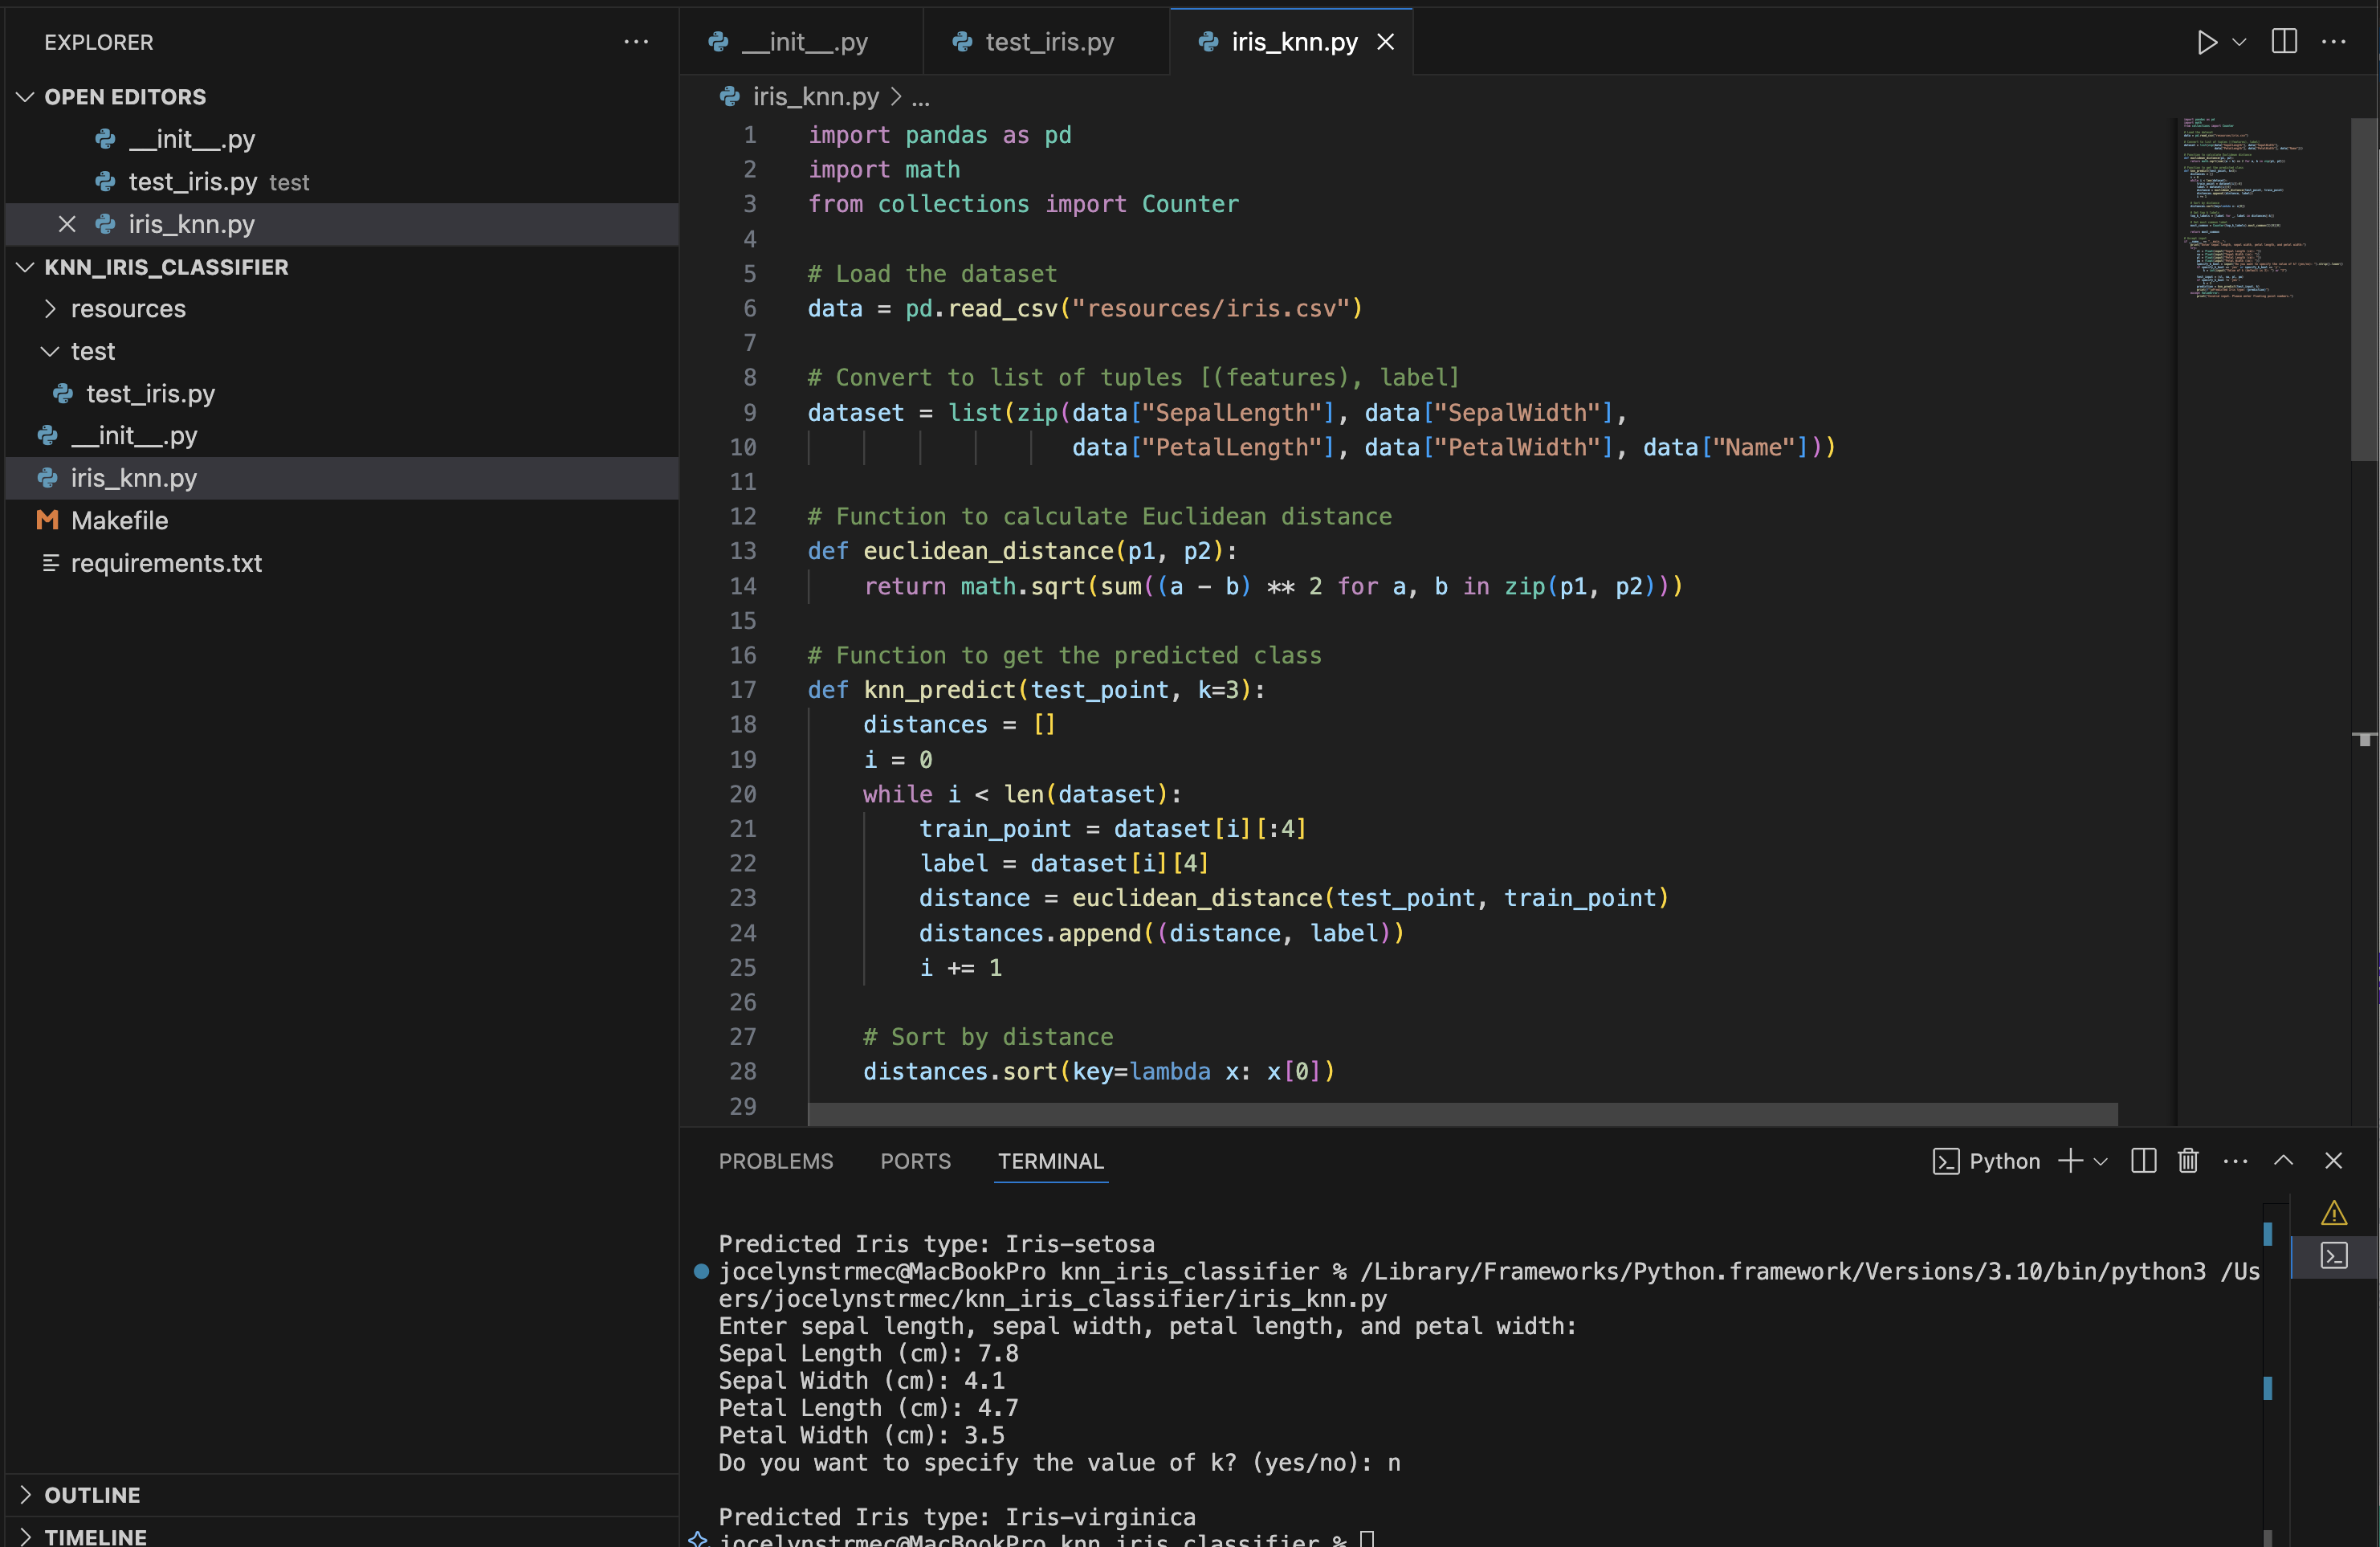 EXPLORER
OPEN EDITORS
__init__.py
test_iris.py test
iris_knn.py
KNN_IRIS_CLASSIFIER
resources
test
test_iris.py
__init__.py
iris_knn.py
Makefile
requirements.txt
OUTLINE
TIMELINE
__init__.py
test_iris.py
iris_knn.py
iris_knn.py > ...
1 import pandas as pd
2 import math
3 from collections import Counter
4
5 # Load the dataset
6 data = pd.read_csv("resources/iris.csv")
7
8 # Convert to list of tuples [(features), label]
9 dataset = list(zip(data["SepalLength"], data["SepalWidth"],
10 data["PetalLength"], data["PetalWidth"], data["Name"]))
11
12 # Function to calculate Euclidean distance
13 def euclidean_distance(p1, p2):
14 return math.sqrt(sum((a - b) ** 2 for a, b in zip(p1, p2)))
15
16 # Function to get the predicted class
17 def knn_predict(test_point, k=3):
18 distances = []
19 i = 0
20 while i < len(dataset):
21 train_point = dataset[i][:4]
22 label = dataset[i][4]
23 distance = euclidean_distance(test_point, train_point)
24 distances.append((distance, label))
25 i += 1
26
27 # Sort by distance
28 distances.sort(key=lambda x: x[0])
29
PROBLEMS PORTS TERMINAL
Python
Predicted Iris type: Iris-setosa
jocelynstrmec@MacBookPro knn_iris_classifier % /Library/Frameworks/Python.framework/Versions/3.10/bin/python3 /Us
ers/jocelynstrmec/knn_iris_classifier/iris_knn.py
Enter sepal length, sepal width, petal length, and petal width:
Sepal Length (cm): 7.8
Sepal Width (cm): 4.1
Petal Length (cm): 4.7
Petal Width (cm): 3.5
Do you want to specify the value of k? (yes/no): n
Predicted Iris type: Iris-virginica
jocelynstrmec@MacBookPro knn_iris_classifier %